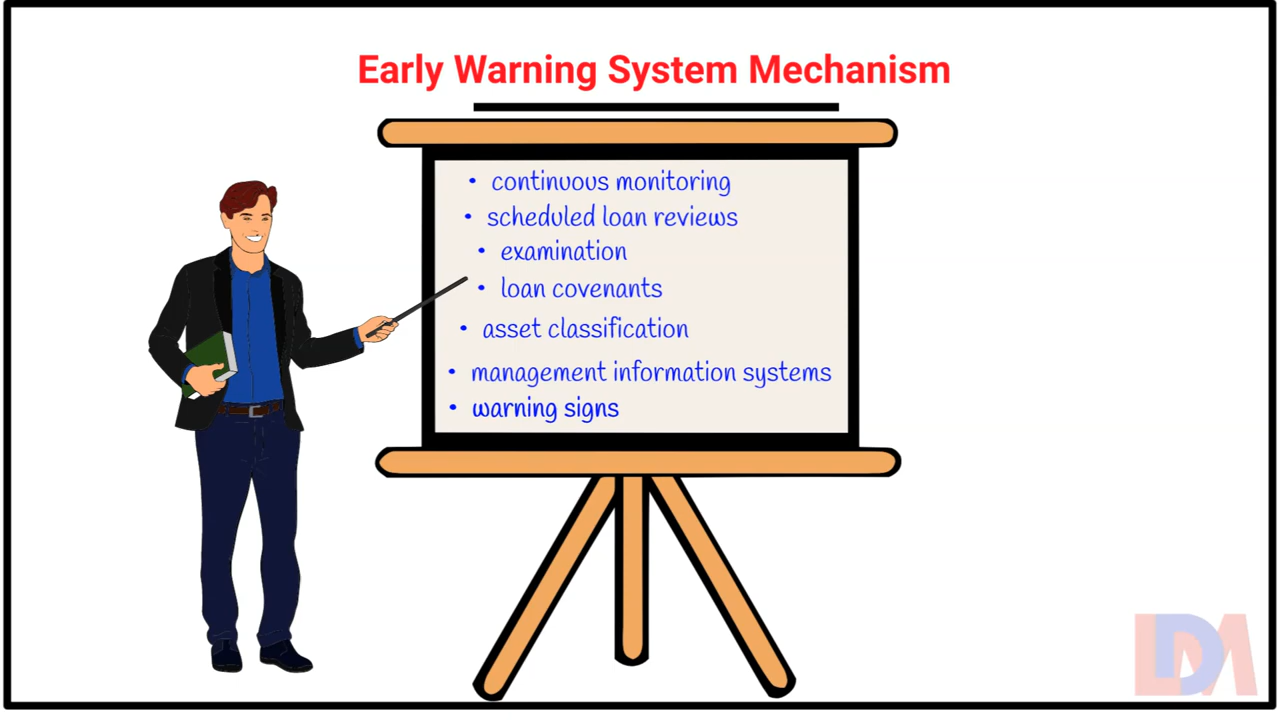 Early Warning System Mechanism
• continuous monitoring
• scheduled loan reviews
• examination
• loan covenants
• asset classification
• management information systems
• warning signs
LDM